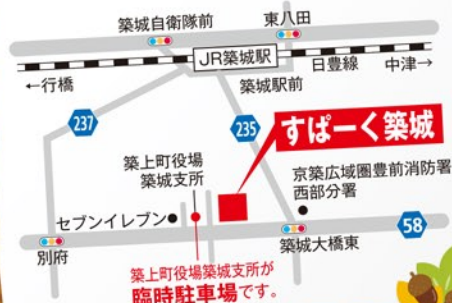 築城自衛隊前
東八田
JR築城駅
日豊線
中津→
←行橋
築城駅前
237
235
すぱーく築城
築上町役場
築城支所
京築広域圏豊前消防署
西部分署
セブンイレブン
58
別府
築城大橋東
築上町役場築城支所が
臨時駐車場です。